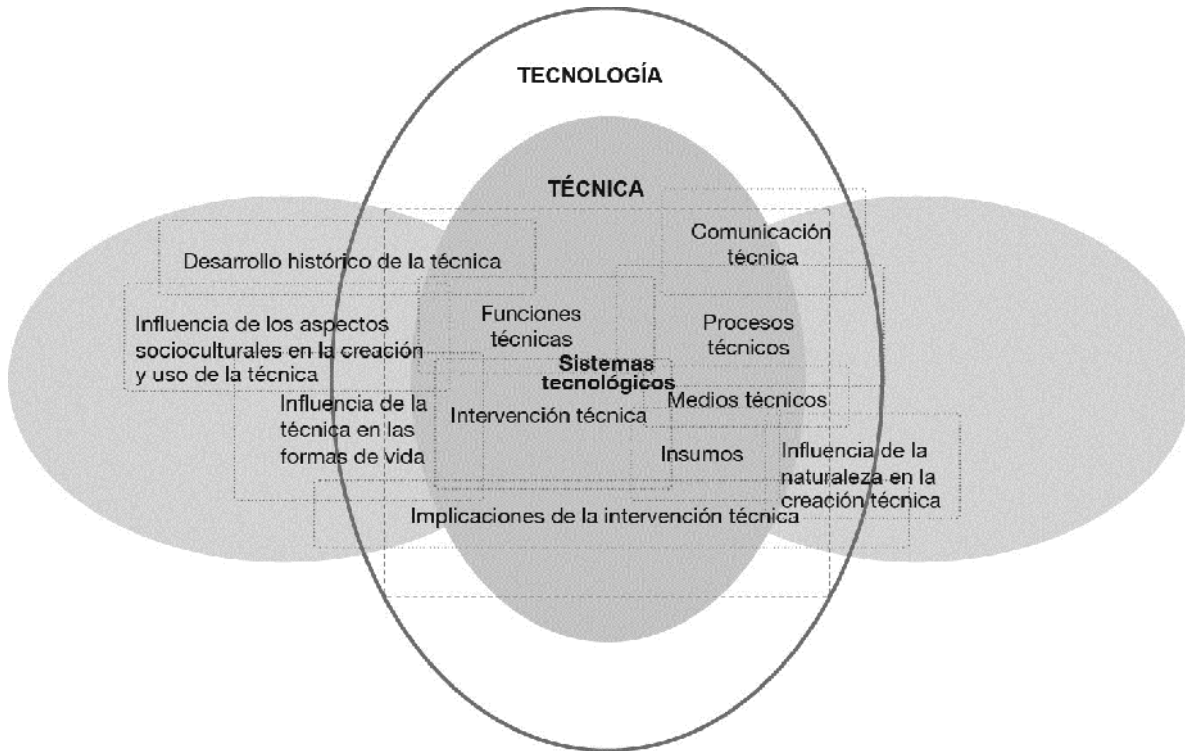 TECNOLOGÍA
TÉCNICA
Comunicación
técnica
Desarrollo histórico de la técnica
Funciones
técnicas
Procesos
técnicos
Influencia de los aspectos
socioculturales en la creación
y uso de la técnica
Sistemas
tecnológicos
Medios técnicos
Influencia de la
técnica en las
formas de vida
Intervención técnica
Insumos
Influencia de la
naturaleza en la
creación técnica
Implicaciones de la intervención técnica